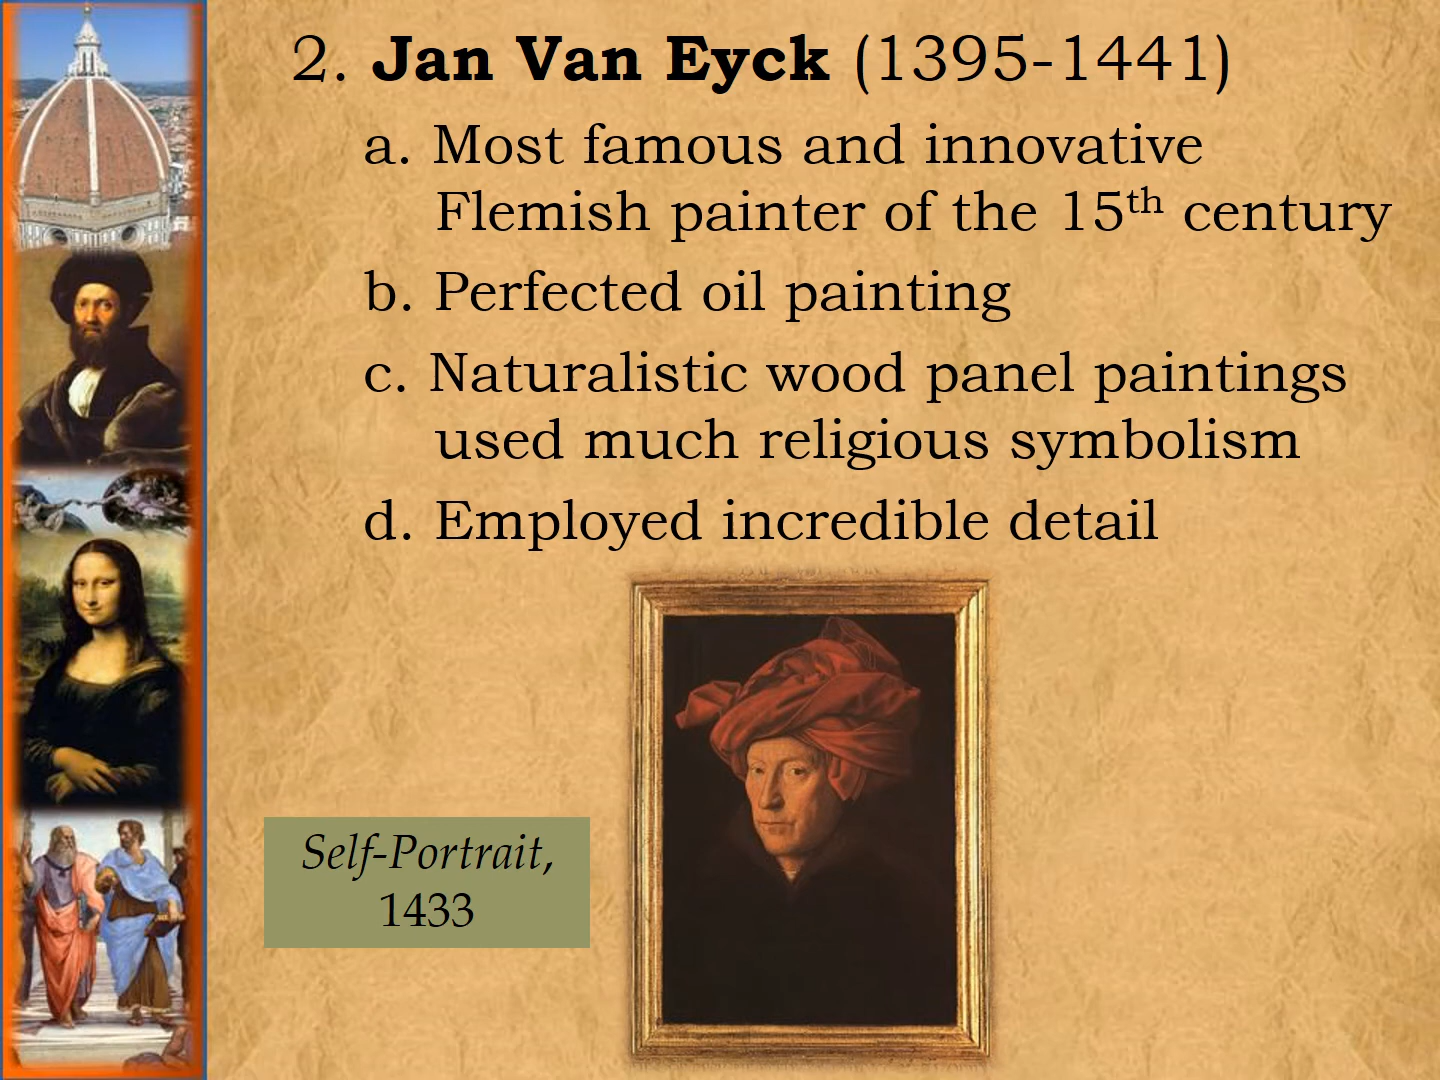 2. Jan Van Eyck (1395-1441)
a. Most famous and innovative
Flemish painter of the 15th century
b. Perfected oil painting
c. Naturalistic wood panel paintings
used much religious symbolism
d. Employed incredible detail
Self-Portrait,
1433